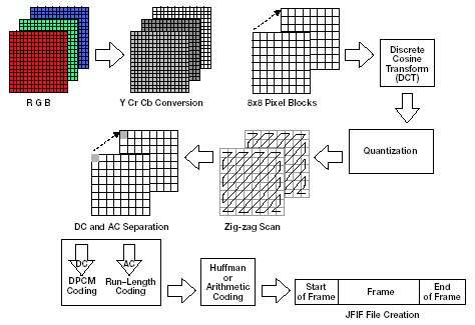 R G B
Y Cr Cb Conversion
8x8 Pixel Blocks
Discrete
Cosine
Transform
(DCT)
Quantization
Zig-zag Scan
DC and AC Separation
DC
AC
DPCM
Coding
Run-Length
Coding
Huffman
or
Arithmetic
Coding
Start
of Frame
Frame
End
of Frame
JFIF File Creation